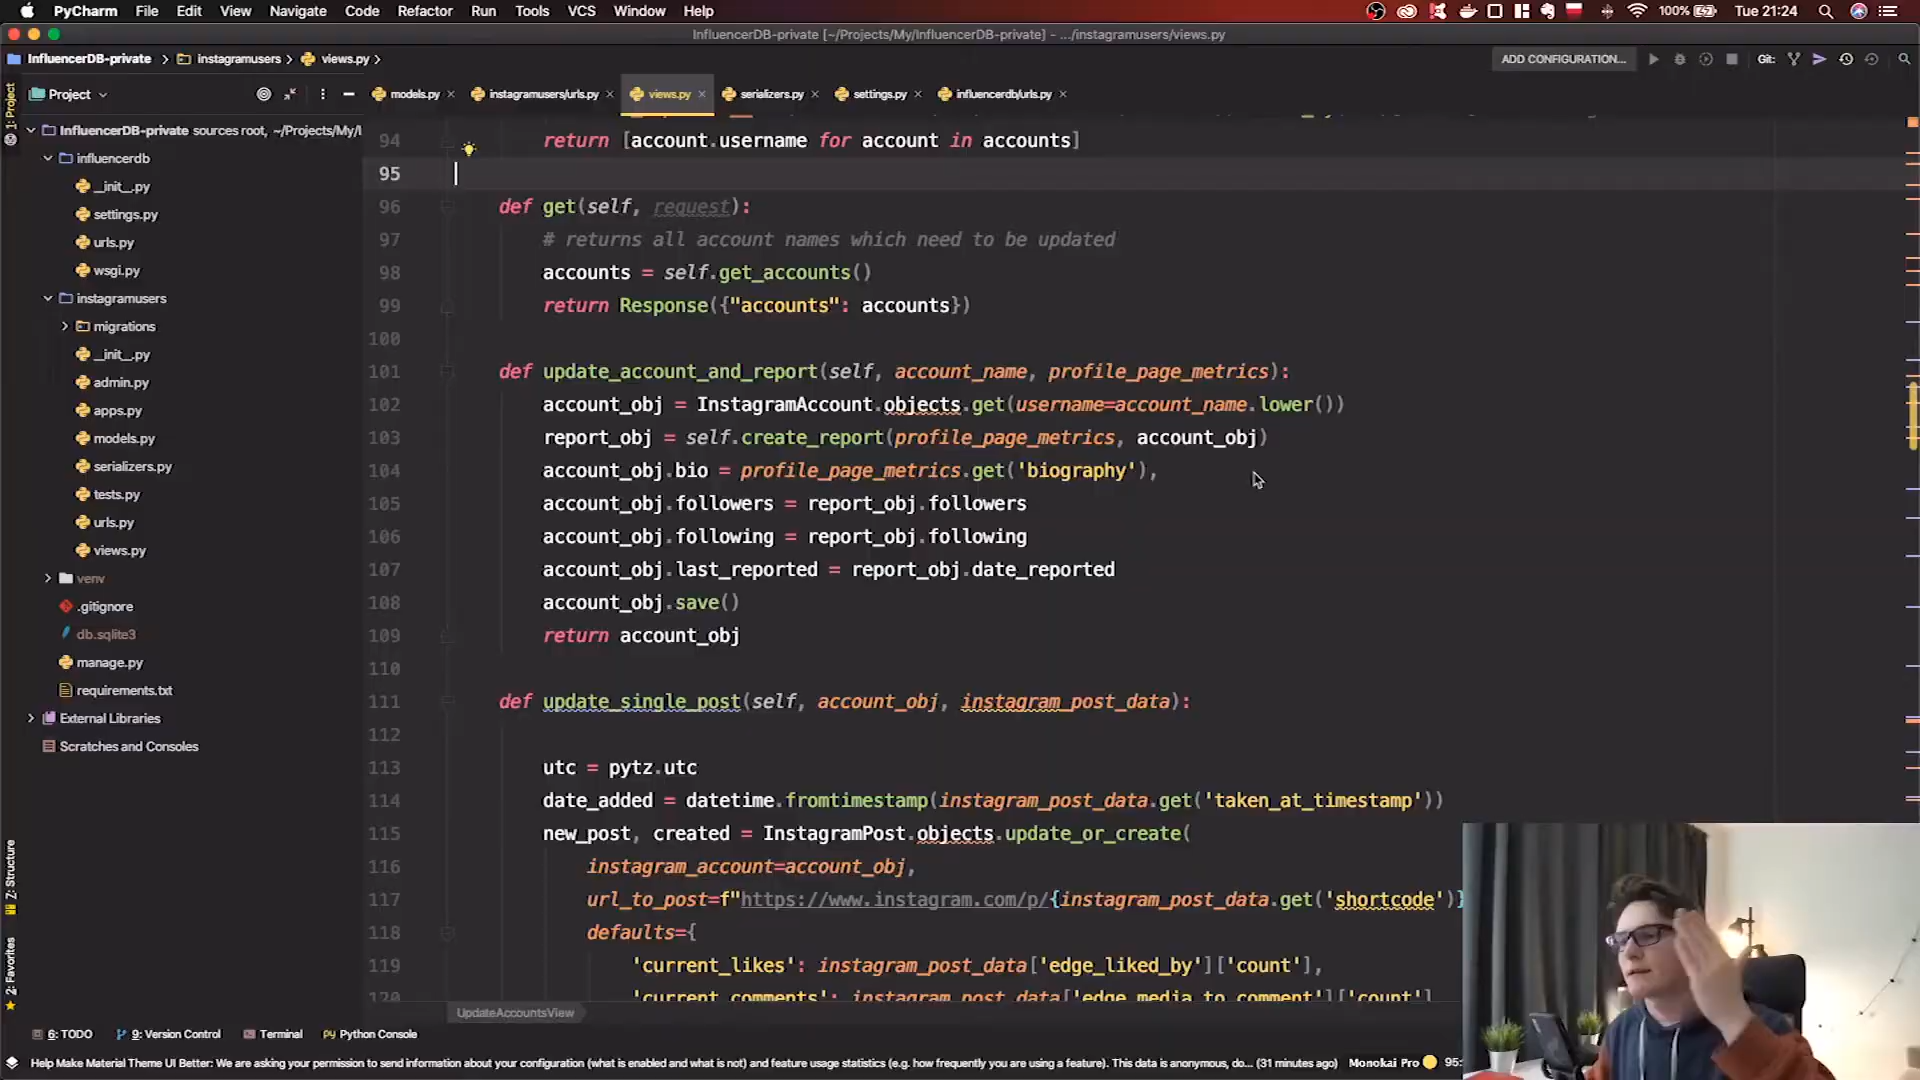 PyCharm File Edit View Navigate Code Refactor Run Tools VCS Window Help 100% Tue 21:24
InfluencerDB-private [~/Projects/My/InfluencerDB-private] - .../instagramusers/views.py
InfluencerDB-private instagramusers views.py ADD CONFIGURATION... Git:
Project models.py instagramusers/urls.py views.py serializers.py settings.py influencerdb/urls.py
1: Project
InfluencerDB-private sources root, ~/Projects/My/I
influencerdb
__init__.py
settings.py
urls.py
wsgi.py
instagramusers
migrations
__init__.py
admin.py
apps.py
models.py
serializers.py
tests.py
urls.py
views.py
venv
.gitignore
db.sqlite3
manage.py
requirements.txt
External Libraries
Scratches and Consoles
7: Structure
2: Favorites
94 return [account.username for account in accounts]
95
96 def get(self, request):
97 # returns all account names which need to be updated
98 accounts = self.get_accounts()
99 return Response({"accounts": accounts})
100
101 def update_account_and_report(self, account_name, profile_page_metrics):
102 account_obj = InstagramAccount.objects.get(username=account_name.lower())
103 report_obj = self.create_report(profile_page_metrics, account_obj)
104 account_obj.bio = profile_page_metrics.get('biography'),
105 account_obj.followers = report_obj.followers
106 account_obj.following = report_obj.following
107 account_obj.last_reported = report_obj.date_reported
108 account_obj.save()
109 return account_obj
110
111 def update_single_post(self, account_obj, instagram_post_data):
112
113 utc = pytz.utc
114 date_added = datetime.fromtimestamp(instagram_post_data.get('taken_at_timestamp'))
115 new_post, created = InstagramPost.objects.update_or_create(
116 instagram_account=account_obj,
117 url_to_post=f"https://www.instagram.com/p/{instagram_post_data.get('shortcode')}
118 defaults={
119 'current_likes': instagram_post_data['edge_liked_by']['count'],
120 'current_comments': instagram_post_data['edge_media_to_comment']['count']
UpdateAccountsView
6: TODO 9: Version Control Terminal Python Console
Help Make Material Theme UI Better: We are asking your permission to send information about your configuration (what is enabled and what is not) and feature usage statistics (e.g. how frequently you are using a feature). This data is anonymous, do... (31 minutes ago) Monokai Pro 95: